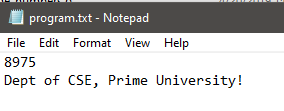 program.txt - Notepad
File Edit Format View Help
8975
Dept of CSE, Prime University!